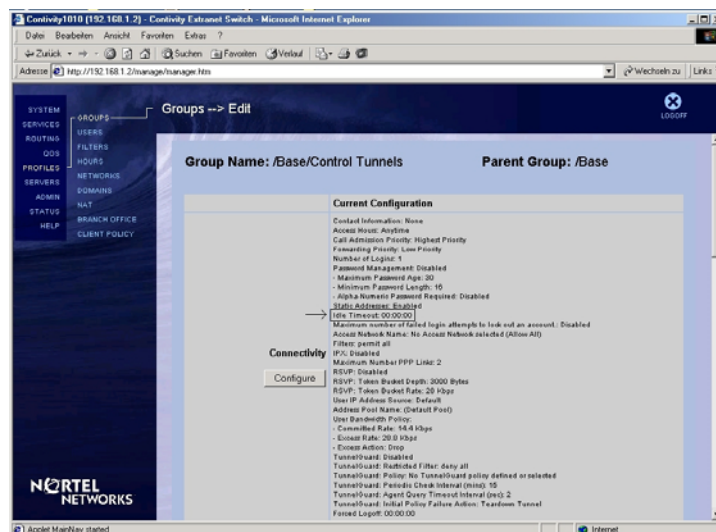 Contivity1010 (192.168.1.2) - Contivity Extranet Switch - Microsoft Internet Explorer
Datei Bearbeiten Ansicht Favoriten Extras ?
Zurück Suchen Favoriten Verlauf
Adresse http://192.168.1.2/manage/manager.htm Wechseln zu Links
SYSTEM
SERVICES
ROUTING
QOS
PROFILES
SERVERS
ADMIN
STATUS
HELP
GROUPS
USERS
FILTERS
HOURS
NETWORKS
DOMAINS
NAT
BRANCH OFFICE
CLIENT POLICY
Groups --> Edit
LOGOFF
Group Name: /Base/Control Tunnels Parent Group: /Base
Current Configuration
Connectivity
Configure
Contact Information: None
Access Hours: Anytime
Call Admission Priority: Highest Priority
Forwarding Priority: Low Priority
Number of Logins: 1
Password Management: Disabled
- Maximum Password Age: 30
- Minimum Password Length: 16
- Alpha-Numeric Password Required: Disabled
Static Addresses: Enabled
Idle Timeout: 00:00:00
Maximum number of failed login attempts to lock out an account.: Disabled
Access Network Name: No Access Network selected (Allow All)
Filters: permit all
IPX: Disabled
Maximum Number PPP Links: 2
RSVP: Disabled
RSVP: Token Bucket Depth: 3000 Bytes
RSVP: Token Bucket Rate: 28 Kbps
User IP Address Source: Default
Address Pool Name: (Default Pool)
User Bandwidth Policy:
- Committed Rate: 14.4 Kbps
- Excess Rate: 28.8 Kbps
- Excess Action: Drop
TunnelGuard: Disabled
TunnelGuard: Restricted Filter: deny all
TunnelGuard: Policy: No TunnelGuard policy defined or selected
TunnelGuard: Periodic Check Interval (mins): 15
TunnelGuard: Agent Query Timeout Interval (sec): 2
TunnelGuard: Initial Policy Failure Action: Teardown Tunnel
Forced Logoff: 00:00:00
NORTEL
NETWORKS
Applet MainNav started Internet